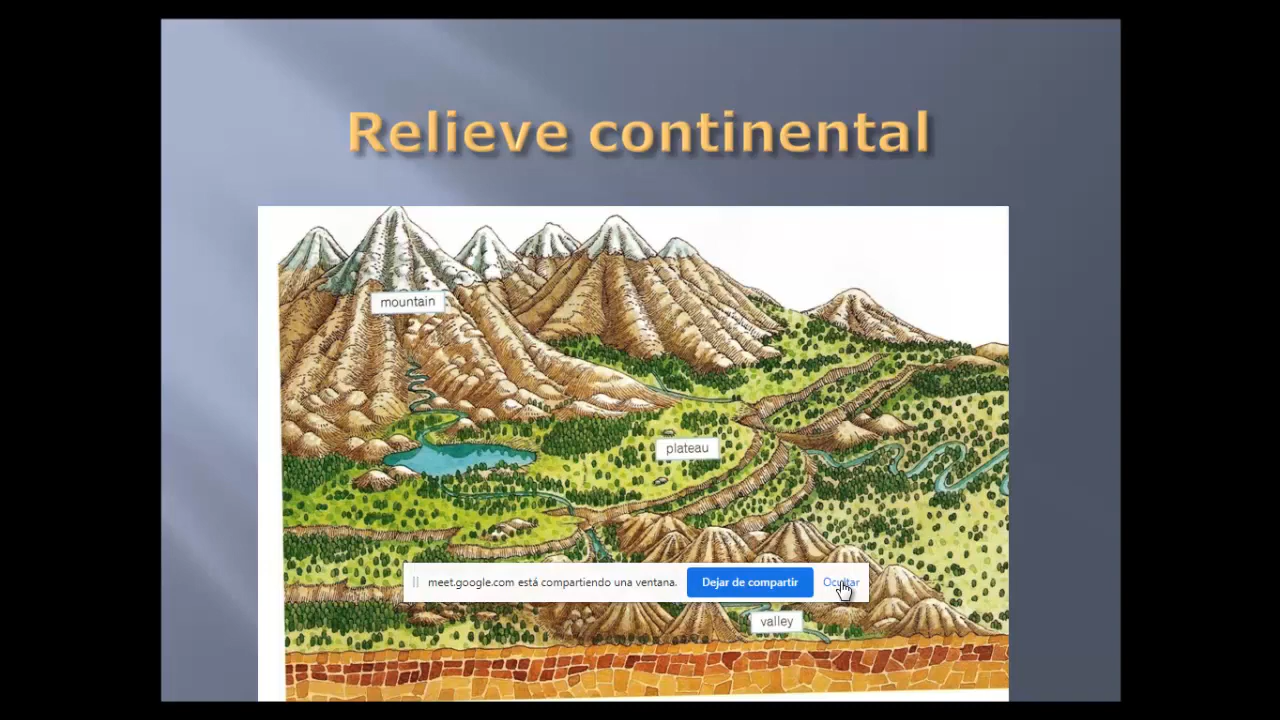 Relieve continental
mountain
plateau
meet.google.com está compartiendo una ventana.
Dejar de compartir
Ocultar
valley